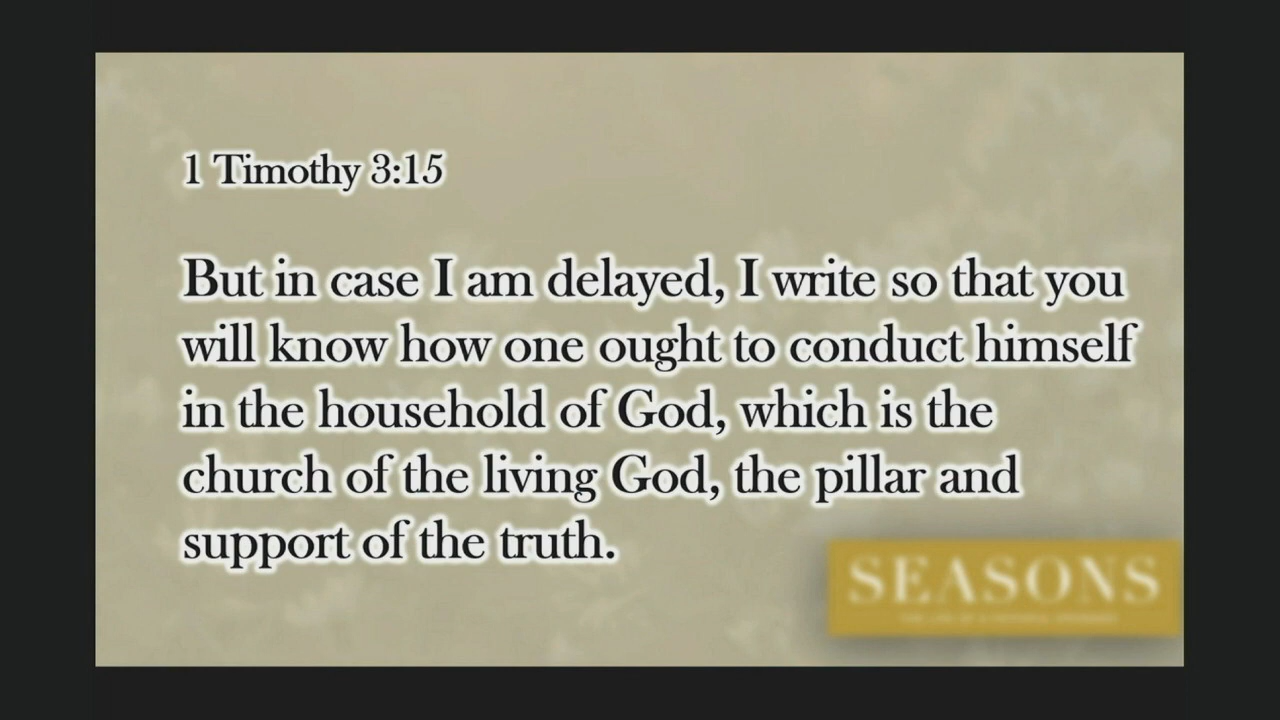 1 Timothy 3:15
But in case I am delayed, I write so that you
will know how one ought to conduct himself
in the household of God, which is the
church of the living God, the pillar and
support of the truth.
SEASONS